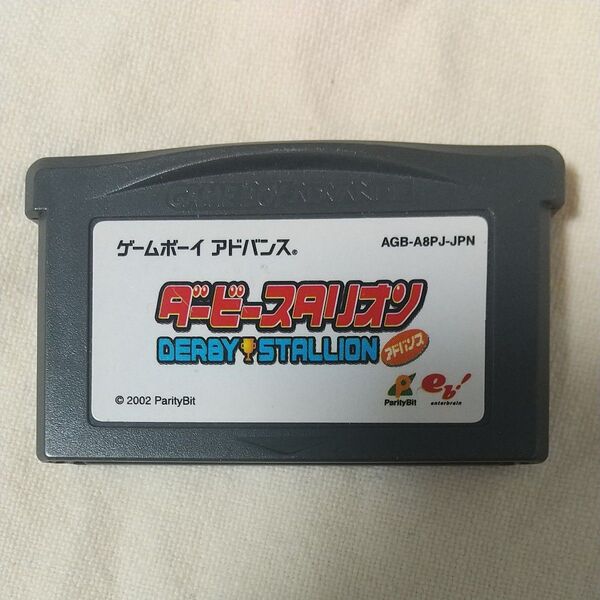 ゲームボーイ アドバンス®
AGB-A8PJ-JPN
ダービースタリオン
DERBY STALLION
アドバンス
© 2002 ParityBit
ParityBit
eb!
enterbrain